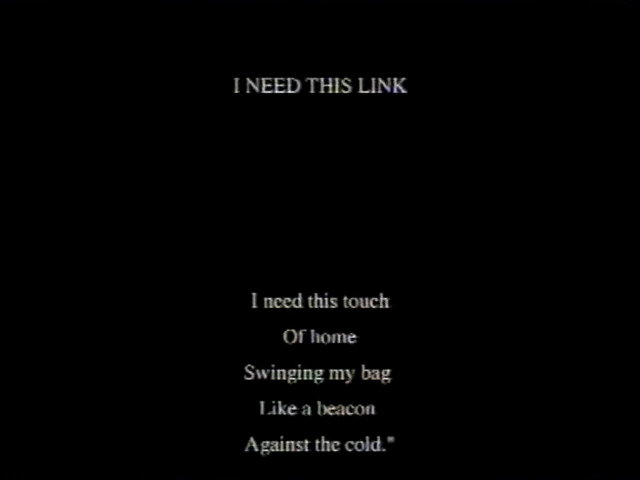 I NEED THIS LINK
I need this touch
Of home
Swinging my bag
Like a beacon
Against the cold."